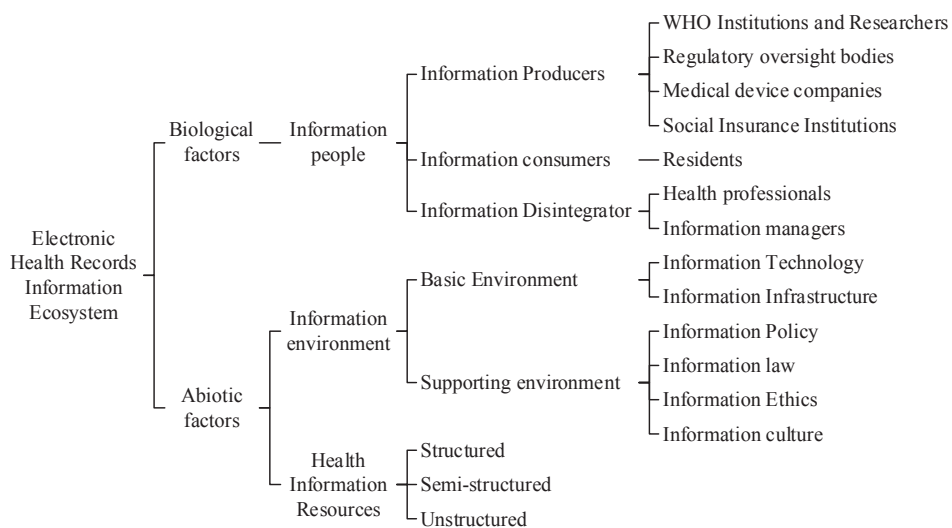 WHO Institutions and Researchers
Regulatory oversight bodies
Information Producers
Medical device companies
Social Insurance Institutions
Biological
factors
Information
people
Information consumers
Residents
Health professionals
Information Disintegrator
Information managers
Electronic
Health Records
Information
Ecosystem
Information Technology
Basic Environment
Information Infrastructure
Information
environment
Information Policy
Information law
Supporting environment
Information Ethics
Information culture
Abiotic
factors
Health
Information
Resources
Structured
Semi-structured
Unstructured